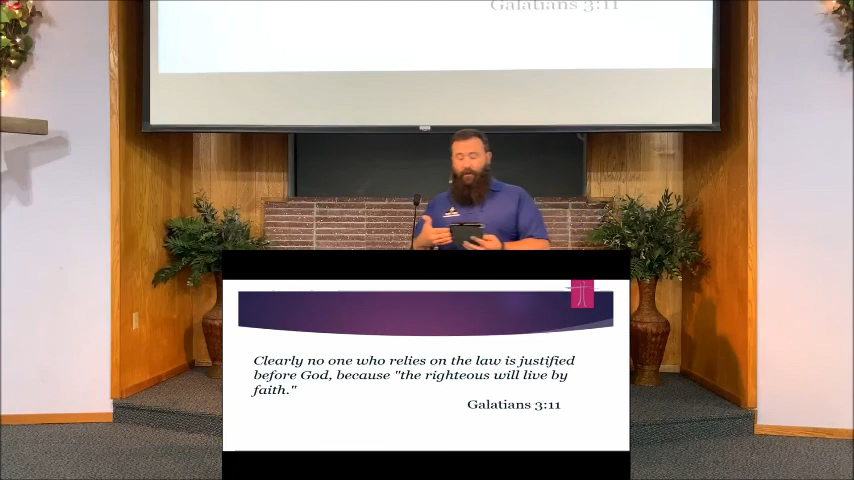 Galatians 3:11
Clearly no one who relies on the law is justified
before God, because "the righteous will live by
faith."
Galatians 3:11